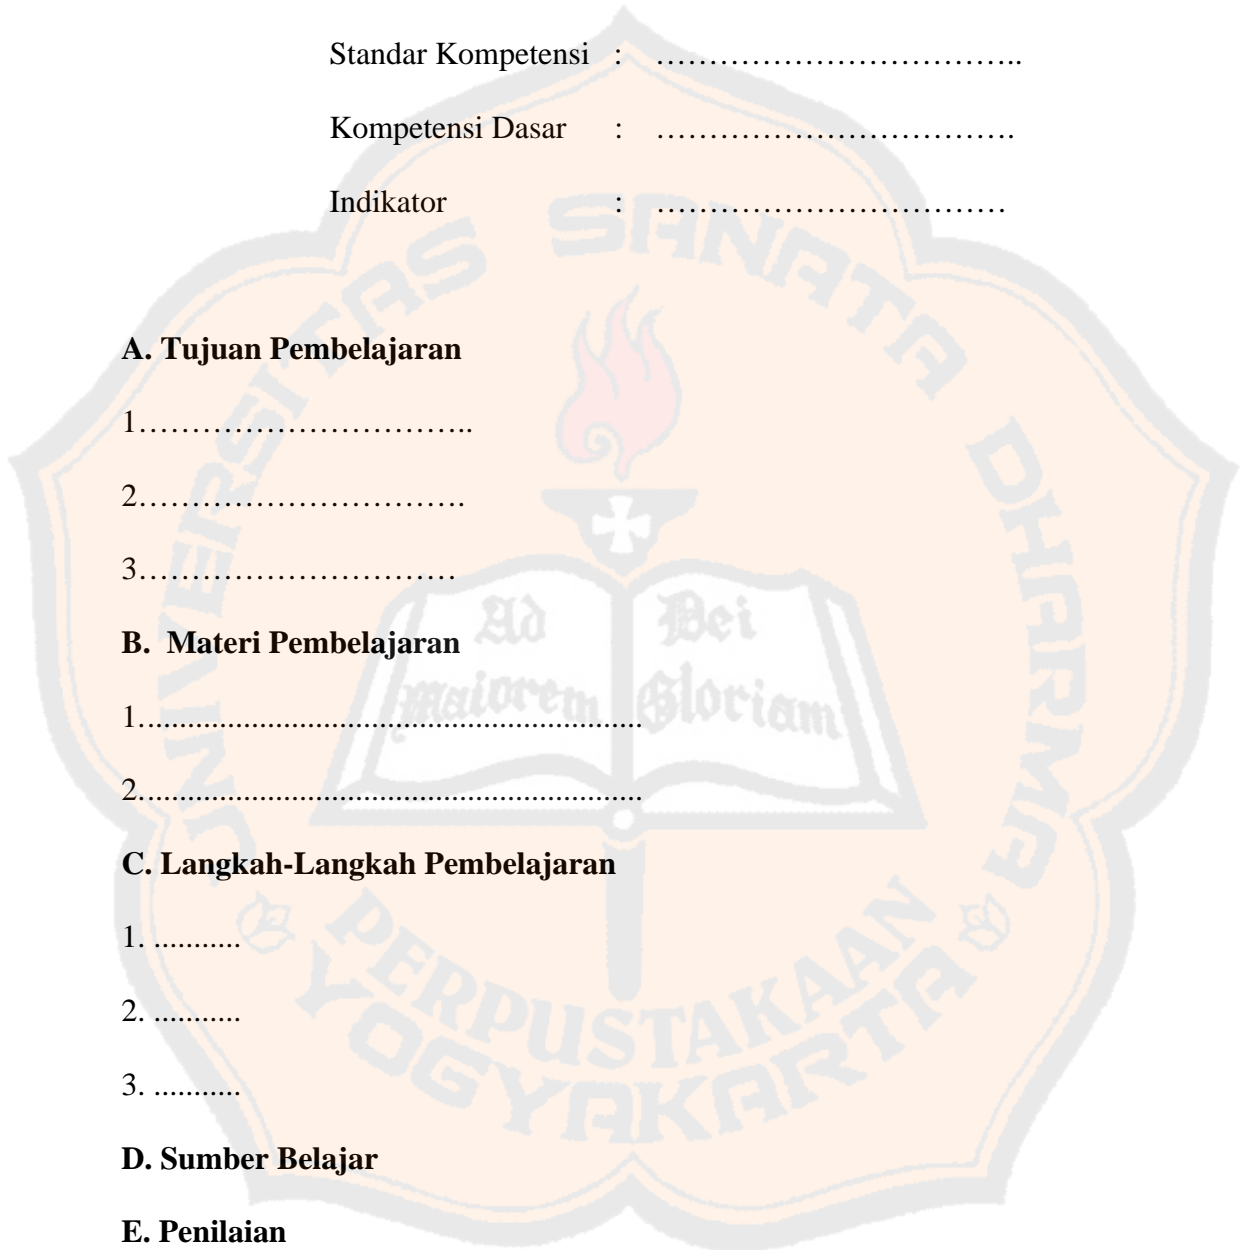 Standar Kompetensi : ……………………………..
Kompetensi Dasar : …………………………….
Indikator : ……………………………
UNIVERSITAS SANATA DHARMA
A. Tujuan Pembelajaran
1…………………………..
2………………………….
3…………………………
Ad Dei
B. Materi Pembelajaran
maiorem Gloriam
1...............................................................
2...............................................................
C. Langkah-Langkah Pembelajaran
1. ...........
PERPUSTAKAAN
2. ...........
YOGYAKARTA
3. ...........
D. Sumber Belajar
E. Penilaian